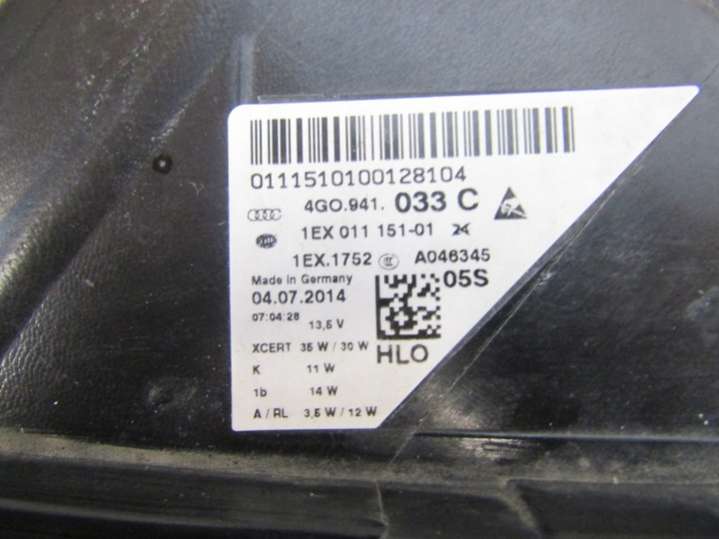 0111510100128104
4GO.941. 033 C
1EX 011 151-01
1EX.1752 A046345
Made in Germany 05S
04.07.2014
07:04:28 13,5 V
HLO
XCERT 35 W / 30 W
K 11 W
1b 14 W
A / RL 3,5 W / 12 W